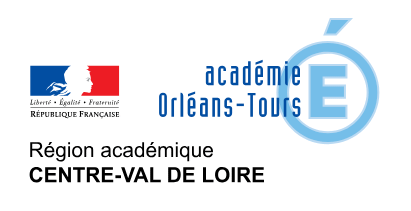 académie
Orléans-Tours
É
Liberté • Égalité • Fraternité
RÉPUBLIQUE FRANÇAISE
Région académique
CENTRE-VAL DE LOIRE